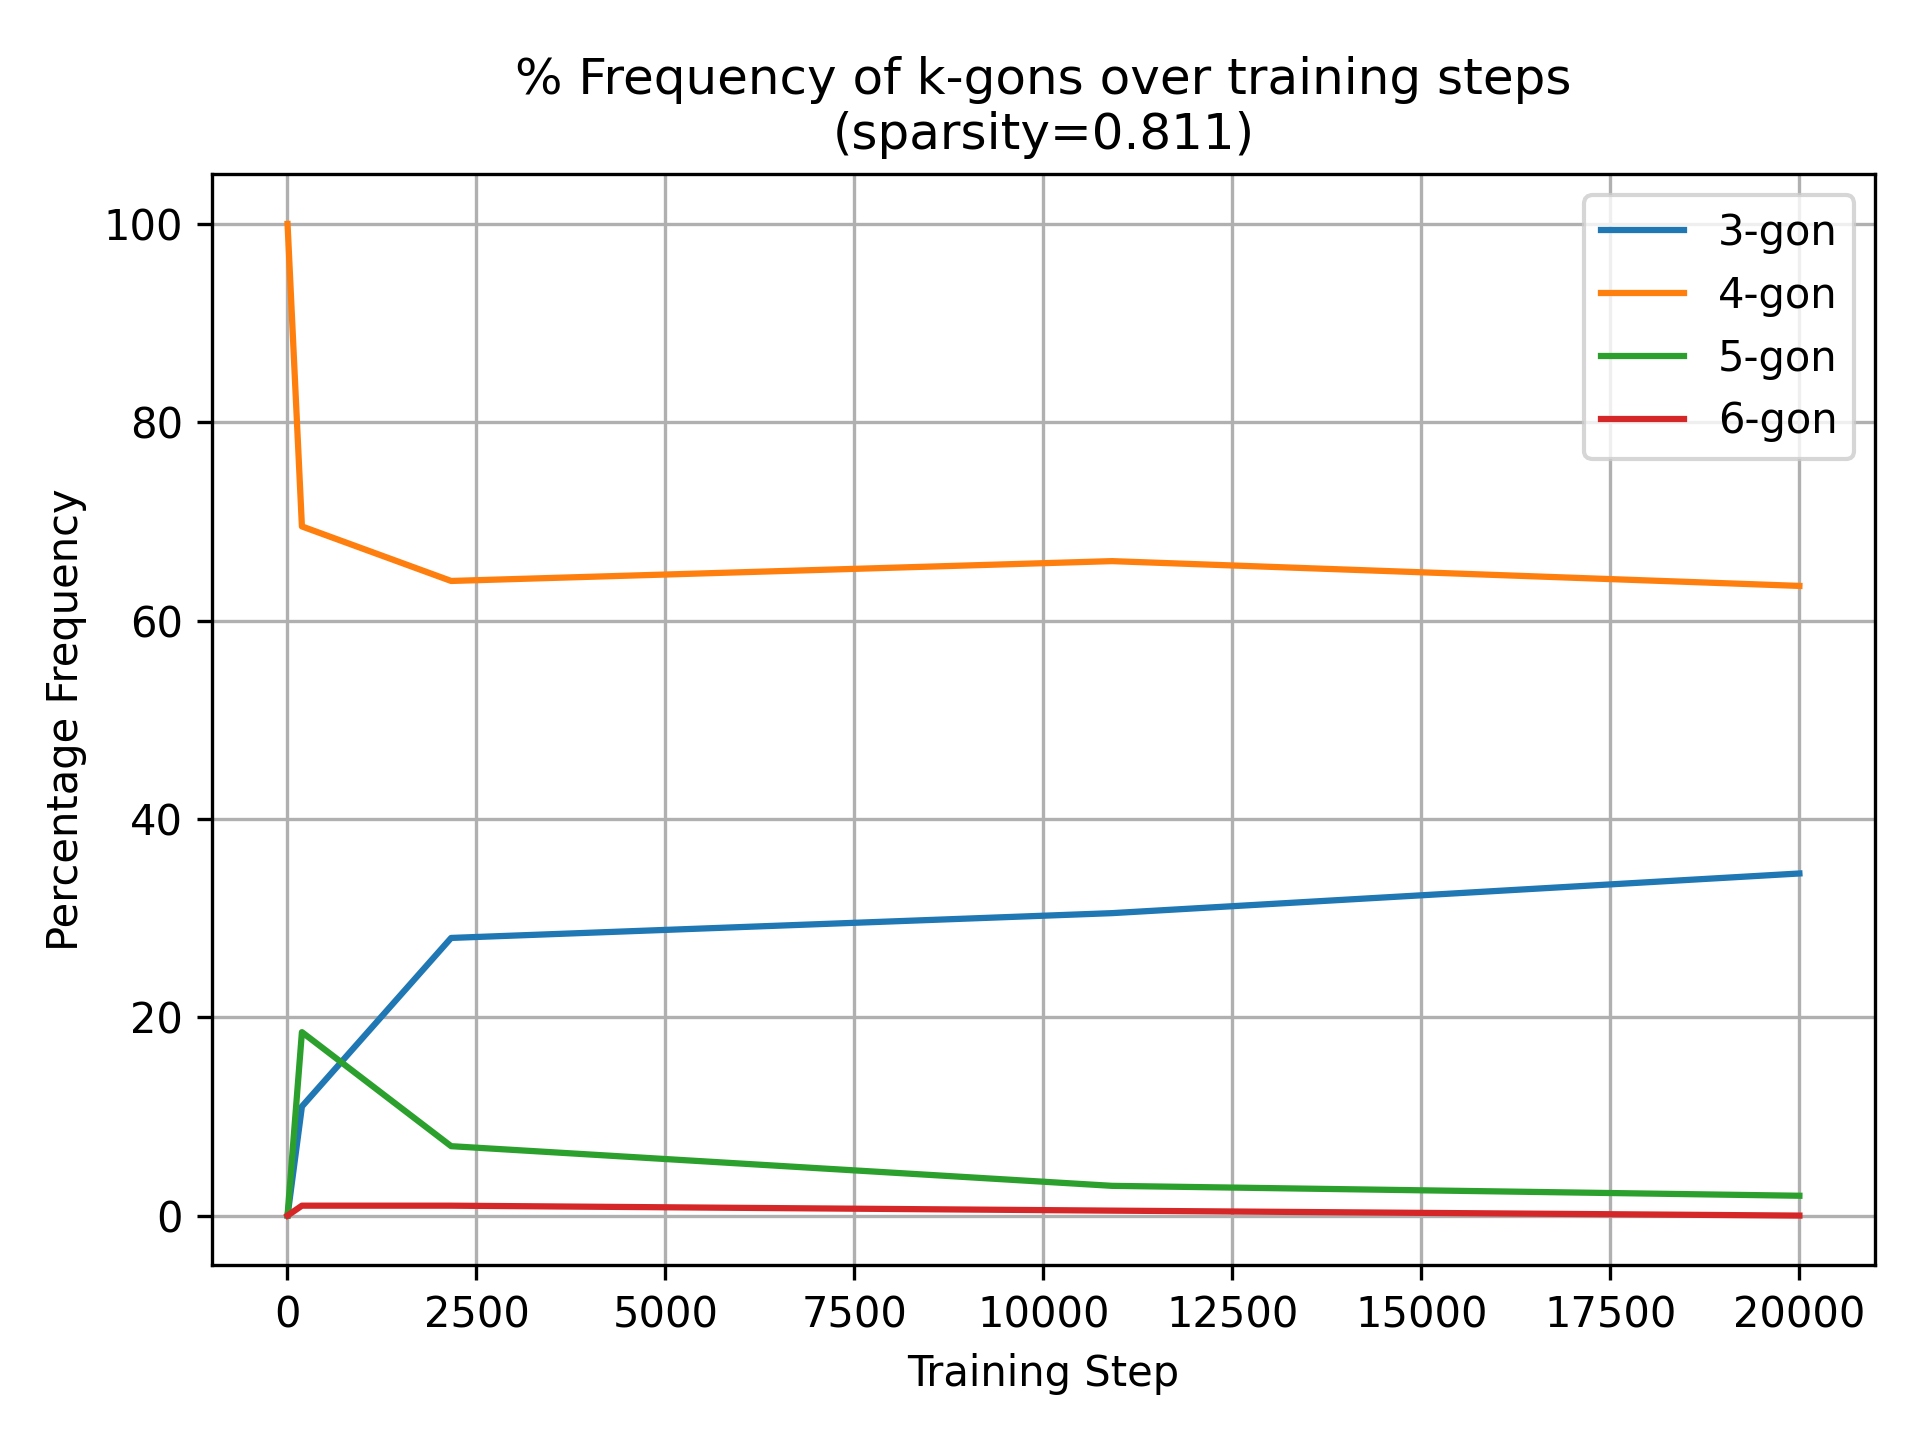 % Frequency of k-gons over training steps
(sparsity=0.811)
3-gon
4-gon
5-gon
6-gon
Percentage Frequency
100
80
60
40
20
0
0 2500 5000 7500 10000 12500 15000 17500 20000
Training Step